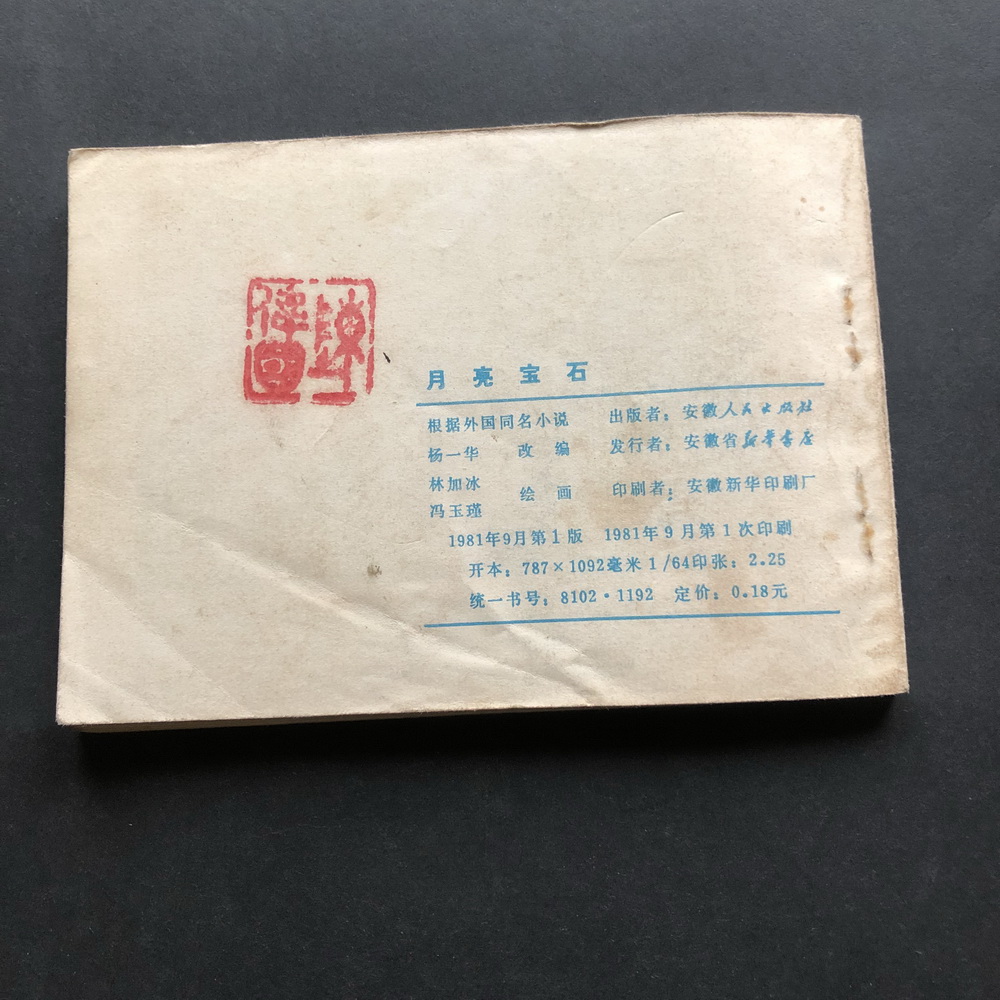 月亮宝石
根据外国同名小说 出版者：安徽人民出版社
杨一华 改编 发行者：安徽省新华书店
林加冰
冯玉瑾 绘画 印刷者：安徽新华印刷厂
1981年9月第1版 1981年9月第1次印刷
开本：787×1092毫米1/64印张：2.25
统一书号：8102·1192 定价：0.18元